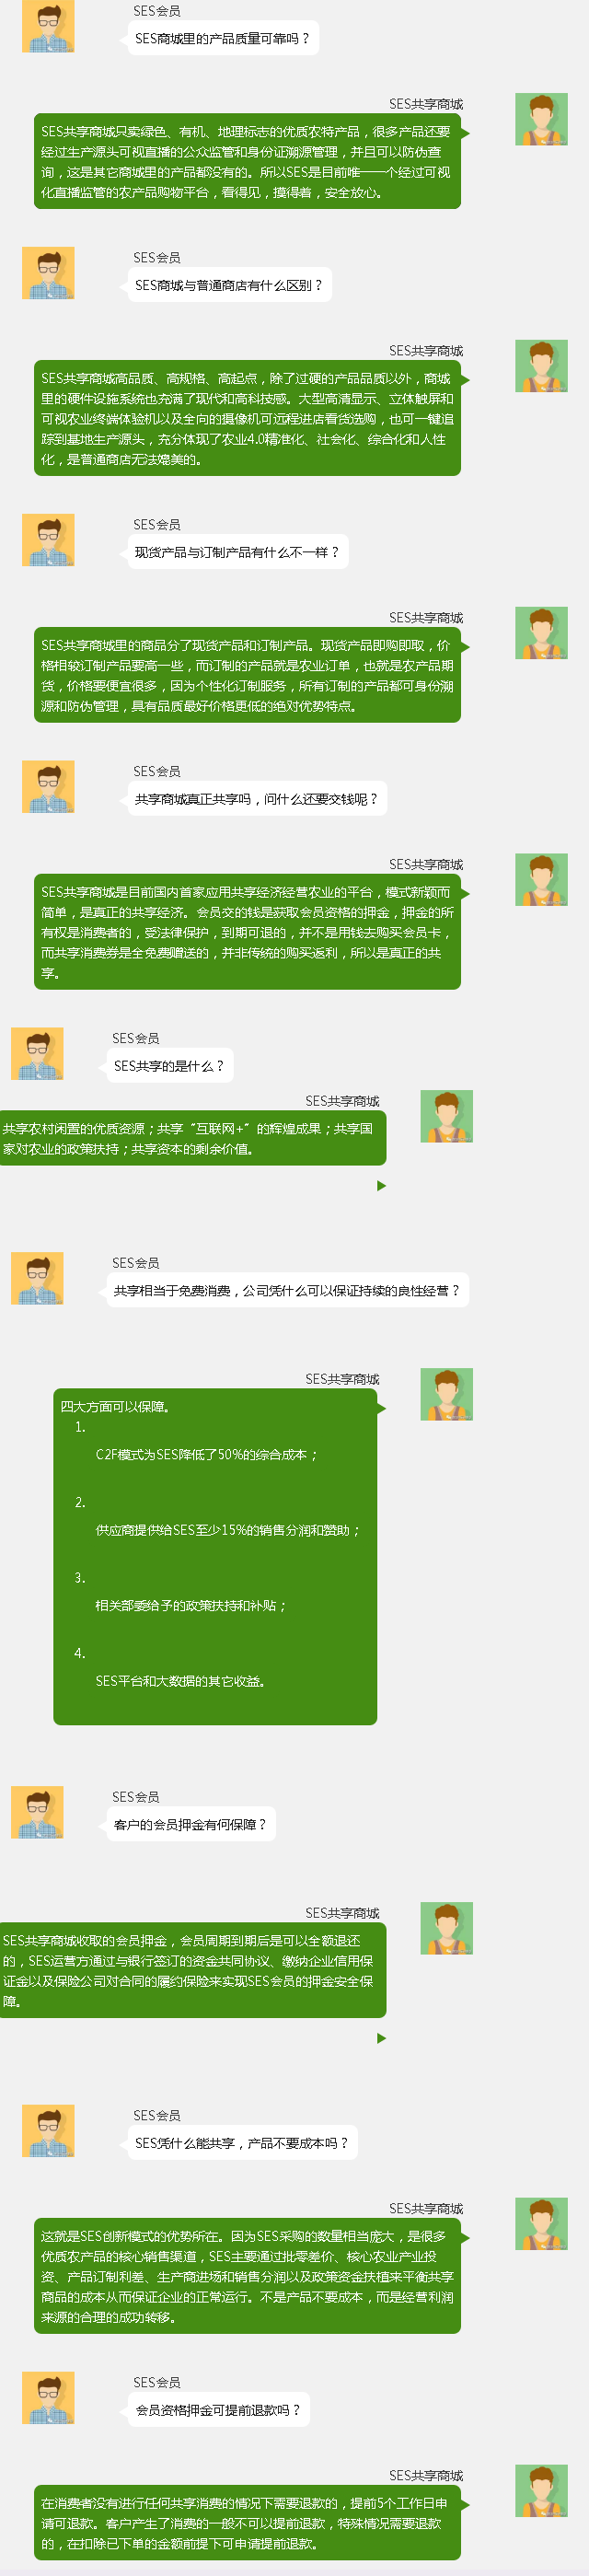 SES会员
SES商城里的产品质量可靠吗？
SES共享商城
SES共享商城只卖绿色、有机、地理标志的优质农特产品，很多产品还要
经过生产源头可视直播的公众监管和身份证溯源管理，并且可以防伪查
询，这是其它商城里的产品都没有的。所以SES是目前唯一一个经过可视
化直播监管的农产品购物平台，看得见，摸得着，安全放心。
SES会员
SES商城与普通商店有什么区别？
SES共享商城
SES共享商城高品质、高规格、高起点，除了过硬的产品品质以外，商城
里的硬件设施系统也充满了现代和高科技感。大型高清显示、立体触屏和
可视农业终端体验机以及全向的摄像机可远程进店看货选购，也可一键追
踪到基地生产源头，充分体现了农业4.0精准化、社会化、综合化和人性
化，是普通商店无法媲美的。
SES会员
现货产品与订制产品有什么不一样？
SES共享商城
SES共享商城里的商品分了现货产品和订制产品。现货产品即购即取，价
格相较订制产品要高一些，而订制的产品就是农业订单，也就是农产品期
货，价格要便宜很多，因为个性化订制服务，所有订制的产品都可身份溯
源和防伪管理，具有品质最好价格更低的绝对优势特点。
SES会员
共享商城真正共享吗，问什么还要交钱呢？
SES共享商城
SES共享商城是目前国内首家应用共享经济经营农业的平台，模式新颖而
简单，是真正的共享经济。会员交的钱是获取会员资格的押金，押金的所
有权是消费者的，受法律保护，到期可退的，并不是用钱去购买会员卡，
而共享消费券是全免费赠送的，并非传统的购买返利，所以是真正的共
享。
SES会员
SES共享的是什么？
SES共享商城
共享农村闲置的优质资源；共享“互联网+”的辉煌成果；共享国
家对农业的政策扶持；共享资本的剩余价值。
SES会员
共享相当于免费消费，公司凭什么可以保证持续的良性经营？
SES共享商城
四大方面可以保障。
1.
C2F模式为SES降低了50%的综合成本；
2.
供应商提供给SES至少15%的销售分润和赞助；
3.
相关部委给予的政策扶持和补贴；
4.
SES平台和大数据的其它收益。
SES会员
客户的会员押金有何保障？
SES共享商城
SES共享商城收取的会员押金，会员周期到期后是可以全额退还
的，SES运营方通过与银行签订的资金共同协议、缴纳企业信用保
证金以及保险公司对合同的履约保险来实现SES会员的押金安全保
障。
SES会员
SES凭什么能共享，产品不要成本吗？
SES共享商城
这就是SES创新模式的优势所在。因为SES采购的数量相当庞大，是很多
优质农产品的核心销售渠道，SES主要通过批零差价、核心农业产业投
资、产品订制利差、生产商进场和销售分润以及政策资金扶植来平衡共享
商品的成本从而保证企业的正常运行。不是产品不要成本，而是经营利润
来源的合理的成功转移。
SES会员
会员资格押金可提前退款吗？
SES共享商城
在消费者没有进行任何共享消费的情况下需要退款的，提前5个工作日申
请可退款。客户产生了消费的一般不可以提前退款，特殊情况需要退款
的，在扣除已下单的金额前提下可申请提前退款。